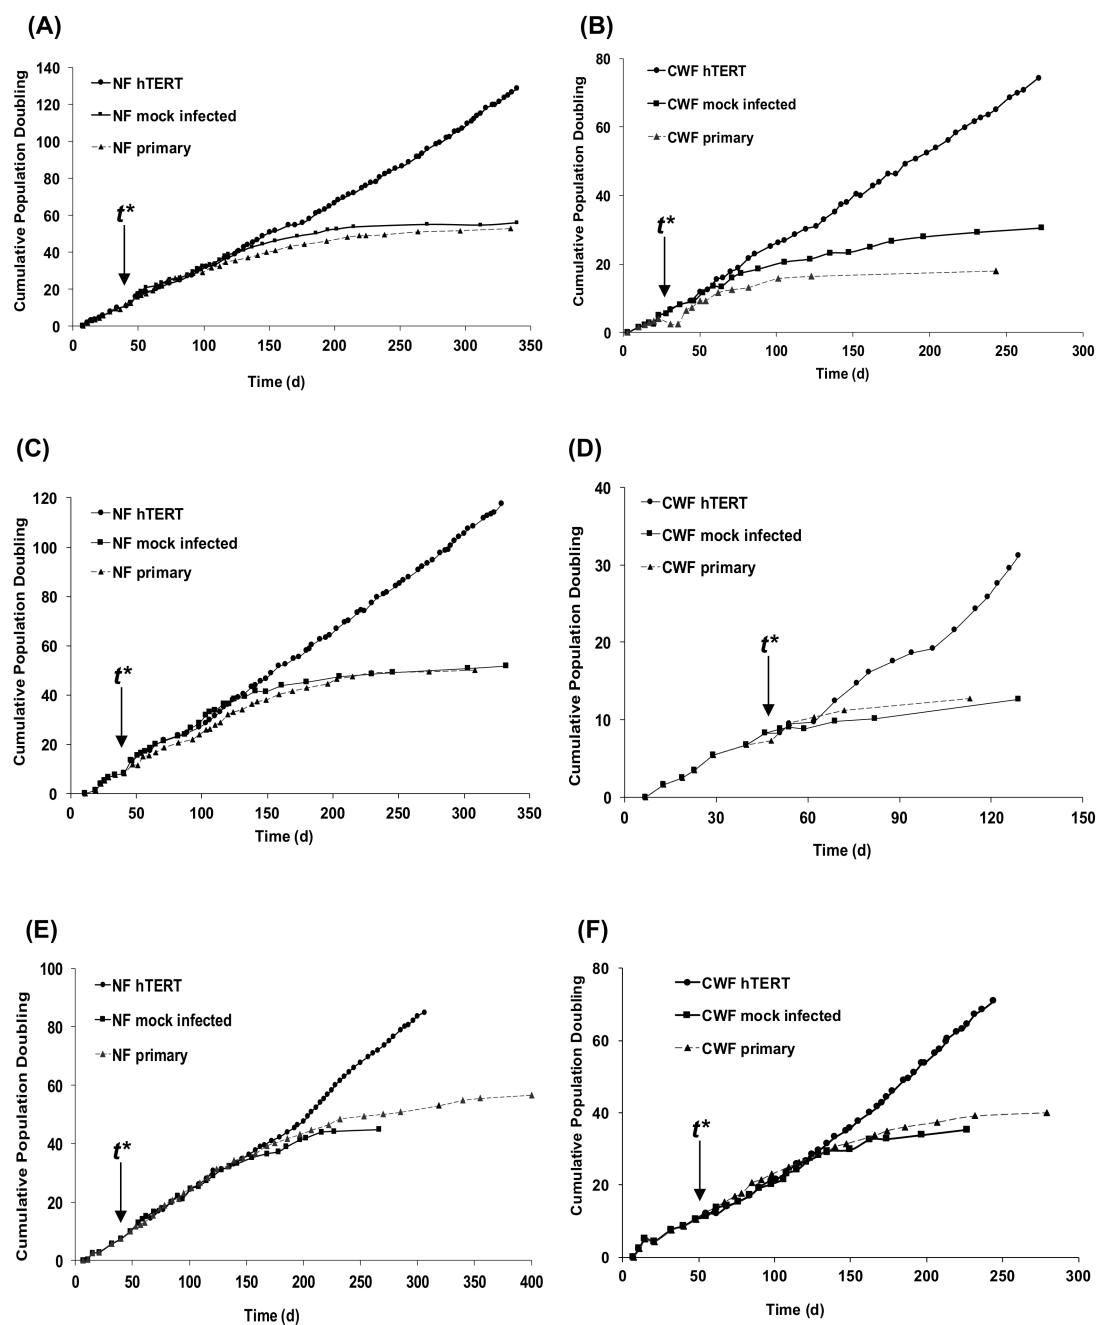 (A)
Cumulative Population Doubling
140
120
100
80
60
40
20
0
NF hTERT
NF mock infected
NF primary
t*
0 50 100 150 200 250 300 350
Time (d)
(B)
Cumulative Population Doubling
80
60
40
20
0
CWF hTERT
CWF mock infected
CWF primary
t*
0 50 100 150 200 250 300
Time (d)
(C)
Cumulative Population Doubling
120
100
80
60
40
20
0
NF hTERT
NF mock infected
NF primary
t*
0 50 100 150 200 250 300 350
Time (d)
(D)
Cumulative Population Doubling
40
30
20
10
0
CWF hTERT
CWF mock infected
CWF primary
t*
0 30 60 90 120 150
Time (d)
(E)
Cumulative Population Doubling
100
80
60
40
20
0
NF hTERT
NF mock infected
NF primary
t*
0 50 100 150 200 250 300 350 400
Time (d)
(F)
Cumulative Population Doubling
80
60
40
20
0
CWF hTERT
CWF mock infected
CWF primary
t*
0 50 100 150 200 250 300
Time (d)